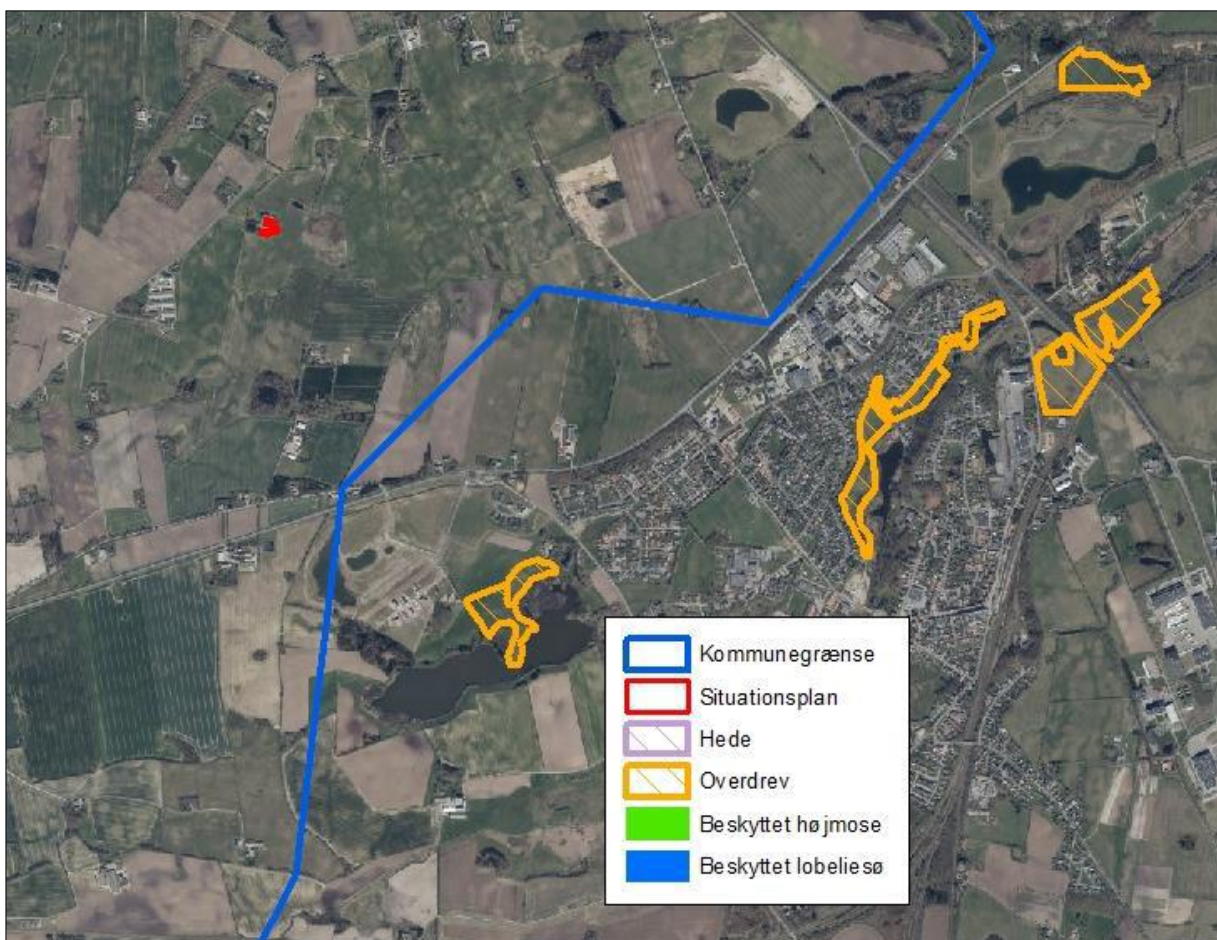 Kommunegrænse
Situationsplan
Hede
Overdrev
Beskyttet højmose
Beskyttet lobeliesø